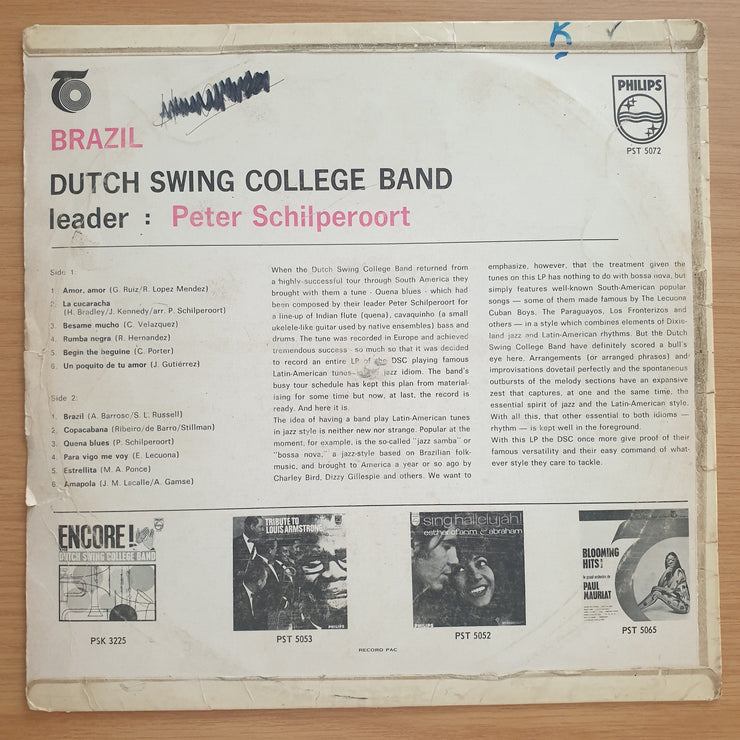 K
PHILIPS
PST 5072
BRAZIL
DUTCH SWING COLLEGE BAND
leader : Peter Schilperoort
Side 1:
1 Amor, amor (G. Ruiz/R. Lopez Mendez)
2. La cucaracha
(H. Bradley/J. Kennedy/arr. P. Schilperoort)
3. Besame mucho (C. Velazquez)
4. Rumba negra (R. Hernandez)
5. Begin the beguine (C. Porter)
6. Un poquito de tu amor (J. Gutiérrez)
Side 2:
1. Brazil (A. Barroso/S. L. Russell)
2. Copacabana (Ribeiro/de Barro/Stillman)
3. Quena blues (P. Schilperoort)
4. Para vigo me voy (E. Lecuona)
5. Estrellita (M. A. Ponce)
6. Amapola (J. M. Lacalle/A. Gamse)
When the Dutch Swing College Band returned from
a highly-successful tour through South America they
brought with them a tune - Quena blues - which had
been composed by their leader Peter Schilperoort for
a line-up of Indian flute (quena), cavaquinho (a small
ukelele-like guitar used by native ensembles) bass and
drums. The tune was recorded in Europe and achieved
tremendous success - so much so that it was decided
to record an entire LP of the DSC playing famous
Latin-American tunes jazz idiom. The band's
busy tour schedule has kept this plan from material-
ising for some time but now, at last, the record is
ready. And here it is.
The idea of having a band play Latin-American tunes
in jazz style is neither new nor strange. Popular at the
moment, for example, is the so-called "jazz samba" or
"bossa nova," a jazz-style based on Brazilian folk-
music, and brought to America a year or so ago by
Charley Bird, Dizzy Gillespie and others. We want to
emphasize, however, that the treatment given the
tunes on this LP has nothing to do with bossa nova, but
simply features well-known South-American popular
songs — some of them made famous by The Lecuona
Cuban Boys, The Paraguayos, Los Fronterizos and
others — in a style which combines elements of Dixie-
land jazz and Latin-American rhythms. But the Dutch
Swing College Band have definitely scored a bull's
eye here. Arrangements (or arranged phrases) and
improvisations dovetail perfectly and the spontaneous
outbursts of the melody sections have an expansive
zest that captures, at one and the same time, the
essential spirit of jazz and the Latin-American style.
With all this, that other essential to both idioms —
rhythm — is kept well in the foreground.
With this LP the DSC once more give proof of their
famous versatility and their easy command of what-
ever style they care to tackle.
ENCORE!
DUTCH SWING COLLEGE BAND
PSK 3225
TRIBUTE TO
LOUIS ARMSTRONG
PHILIPS
PST 5053
sing hallelujah!
esther & abraham
PST 5052
BLOOMING
HITS!
le grand orchestre de
PAUL
MAURIAT
PHILIPS
PST 5065
RECORD PAC